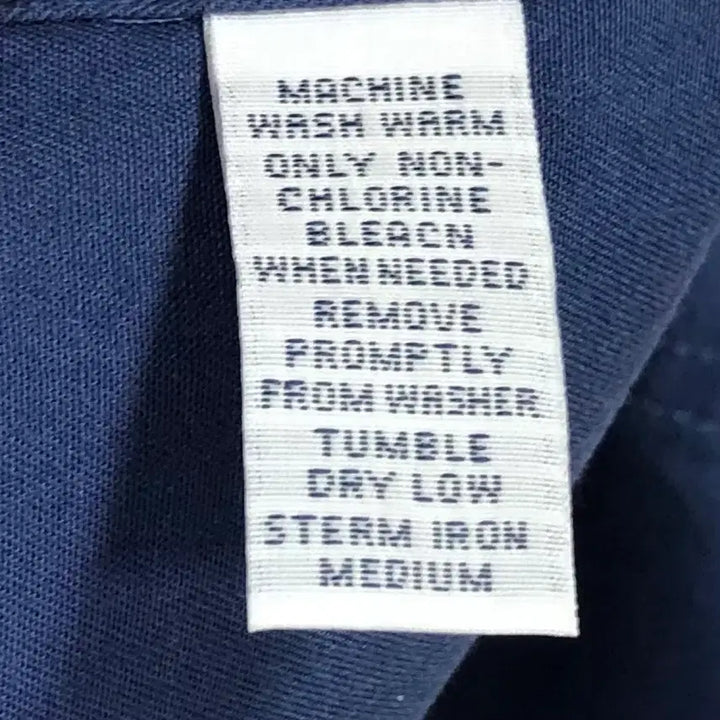 MACHINE
WASH WARM
ONLY NON-
CHLORINE
BLEACN
WHEN NEEDED
REMOVE
PROMPTLY
FROM WASHER
TUMBLE
DRY LOW
STERM IRON
MEDIUM